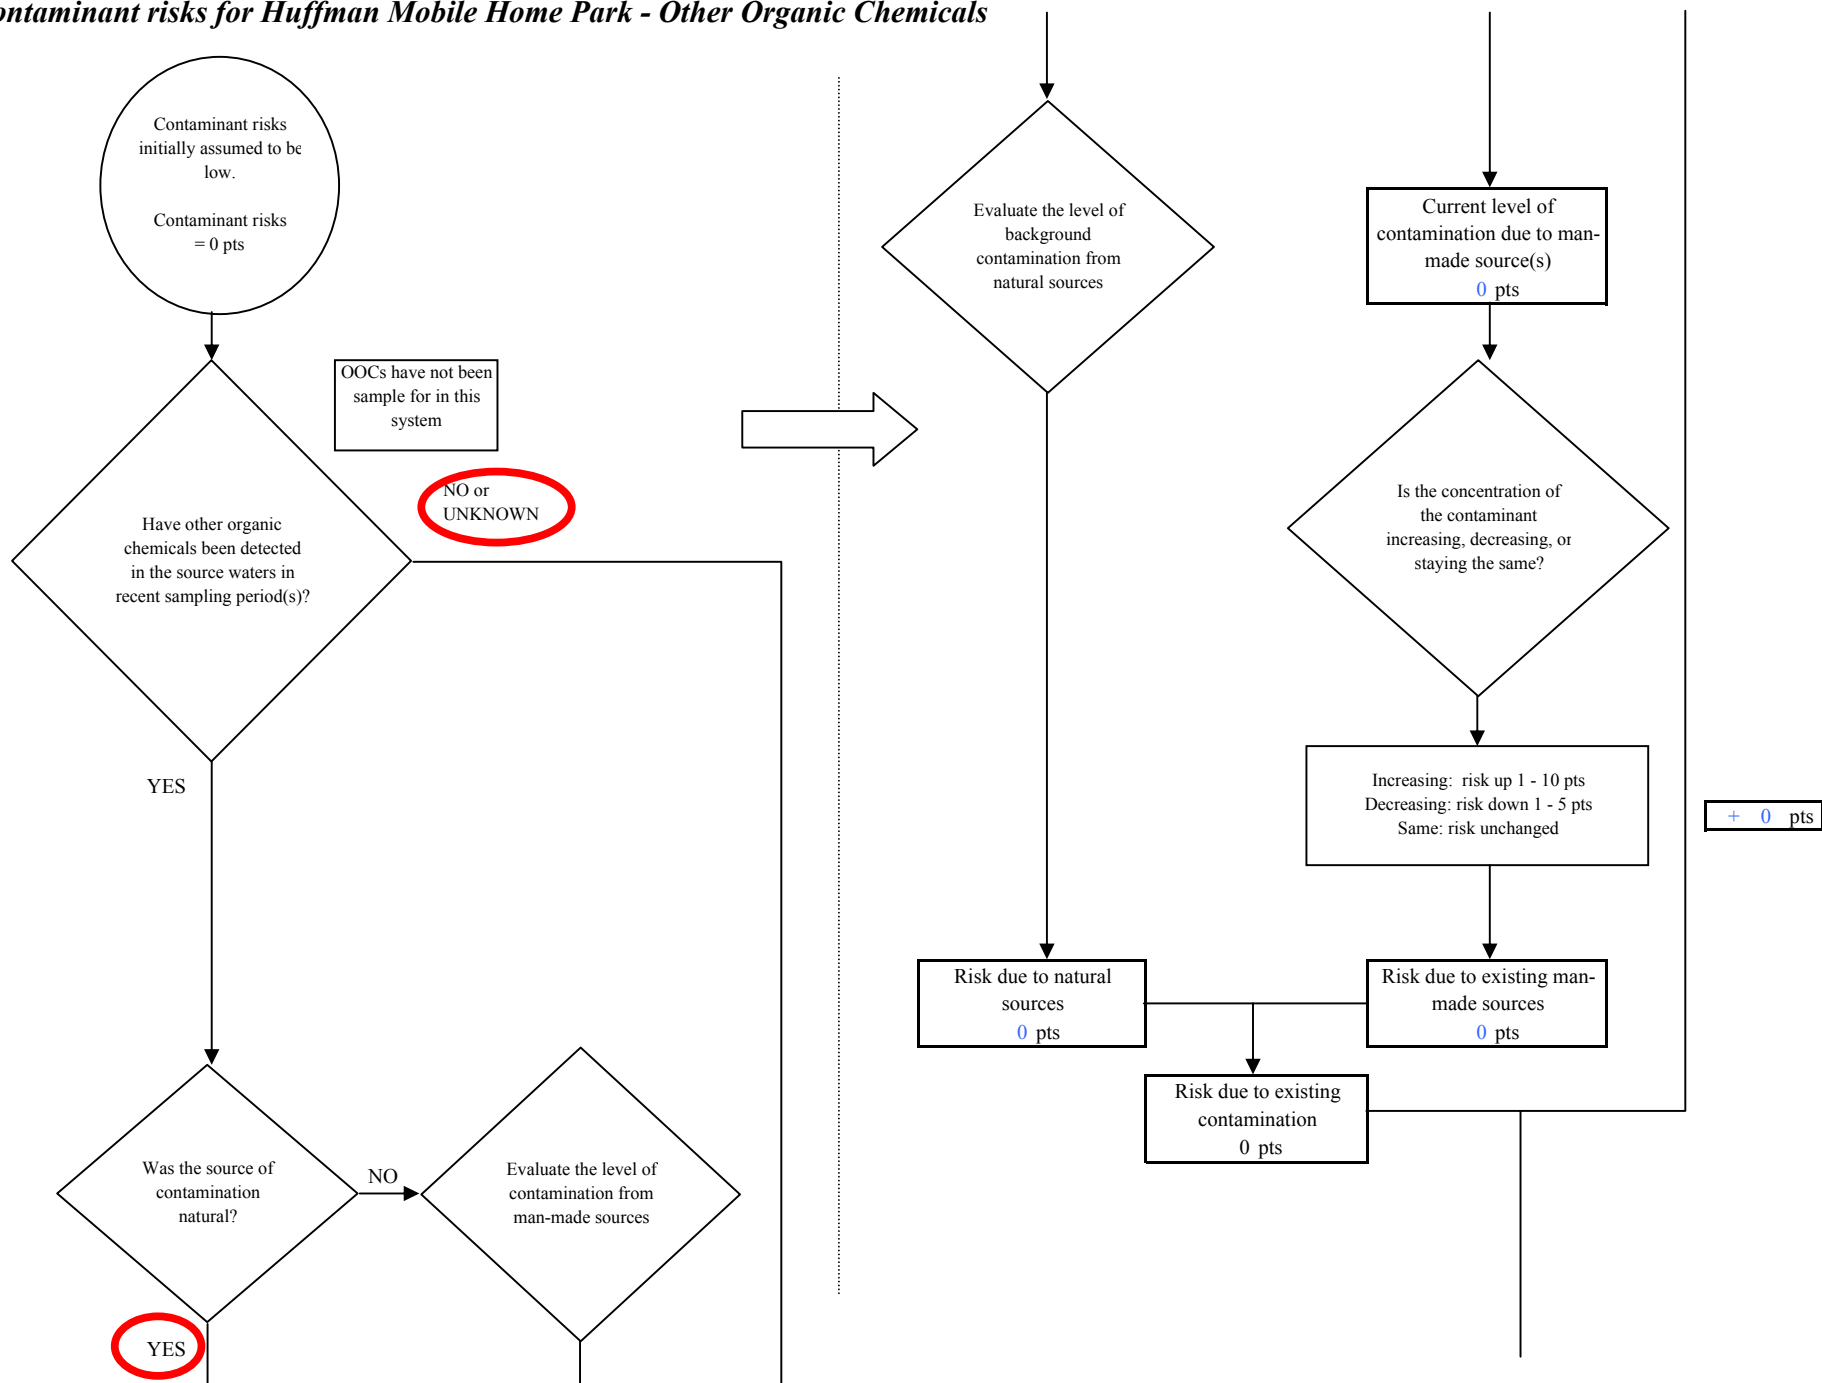 ontaminant risks for Huffman Mobile Home Park - Other Organic Chemicals
Contaminant risks
initially assumed to be
low.
Contaminant risks
= 0 pts
OOCs have not been
sample for in this
system
NO or
UNKNOWN
Have other organic
chemicals been detected
in the source waters in
recent sampling period(s)?
YES
Was the source of
contamination
natural?
NO
Evaluate the level of
contamination from
man-made sources
YES
Evaluate the level of
background
contamination from
natural sources
Current level of
contamination due to man-
made source(s)
0 pts
Is the concentration of
the contaminant
increasing, decreasing, or
staying the same?
Increasing: risk up 1 - 10 pts
Decreasing: risk down 1 - 5 pts
Same: risk unchanged
+ 0 pts
Risk due to natural
sources
0 pts
Risk due to existing man-
made sources
0 pts
Risk due to existing
contamination
0 pts